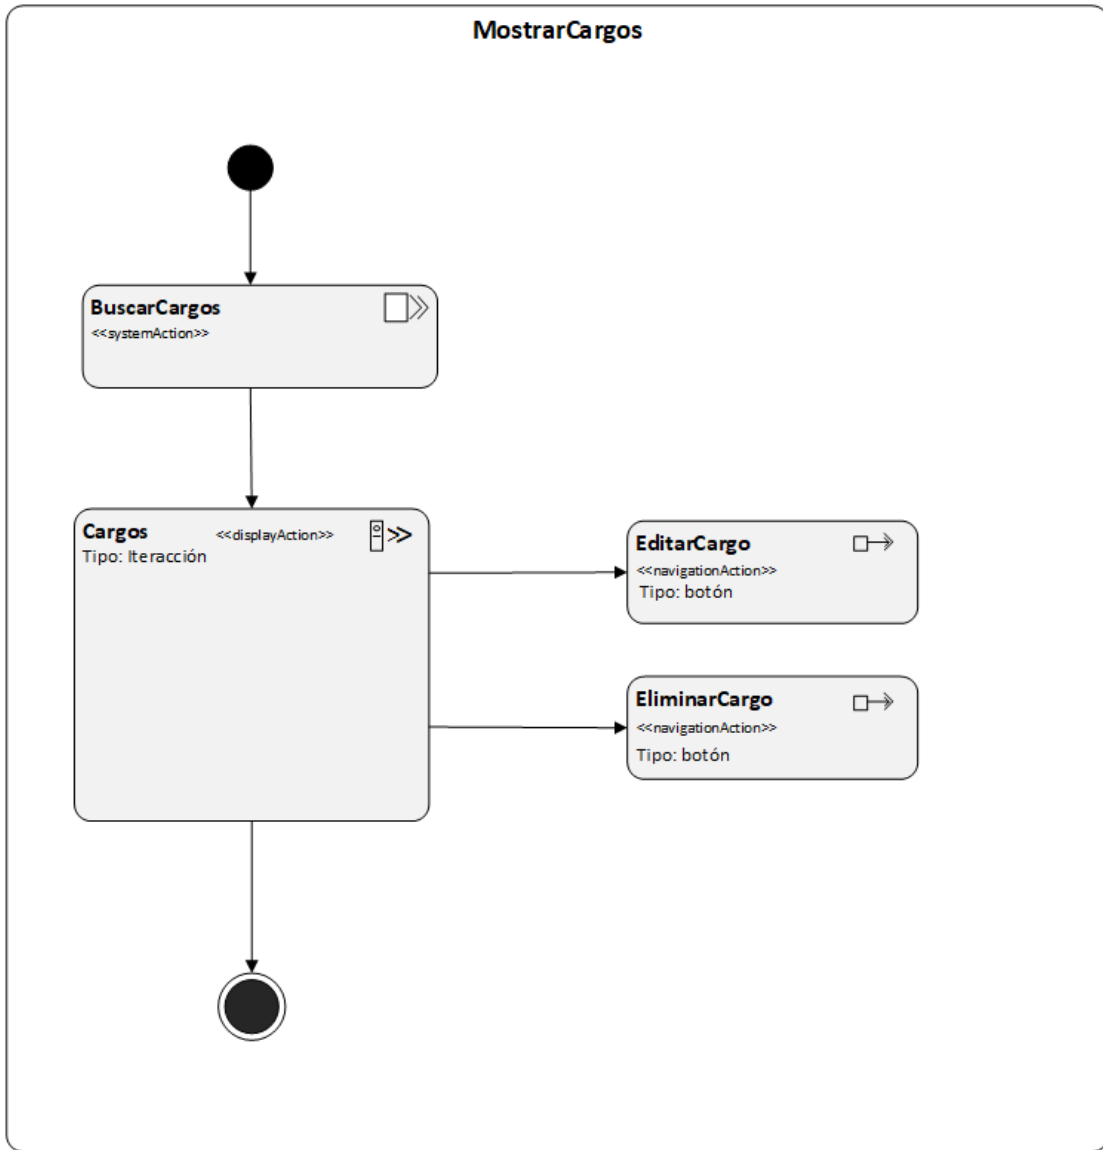 MostrarCargos
BuscarCargos
<<systemAction>>
Cargos <<displayAction>>
Tipo: Iteracción
EditarCargo
<<navigationAction>>
Tipo: botón
EliminarCargo
<<navigationAction>>
Tipo: botón